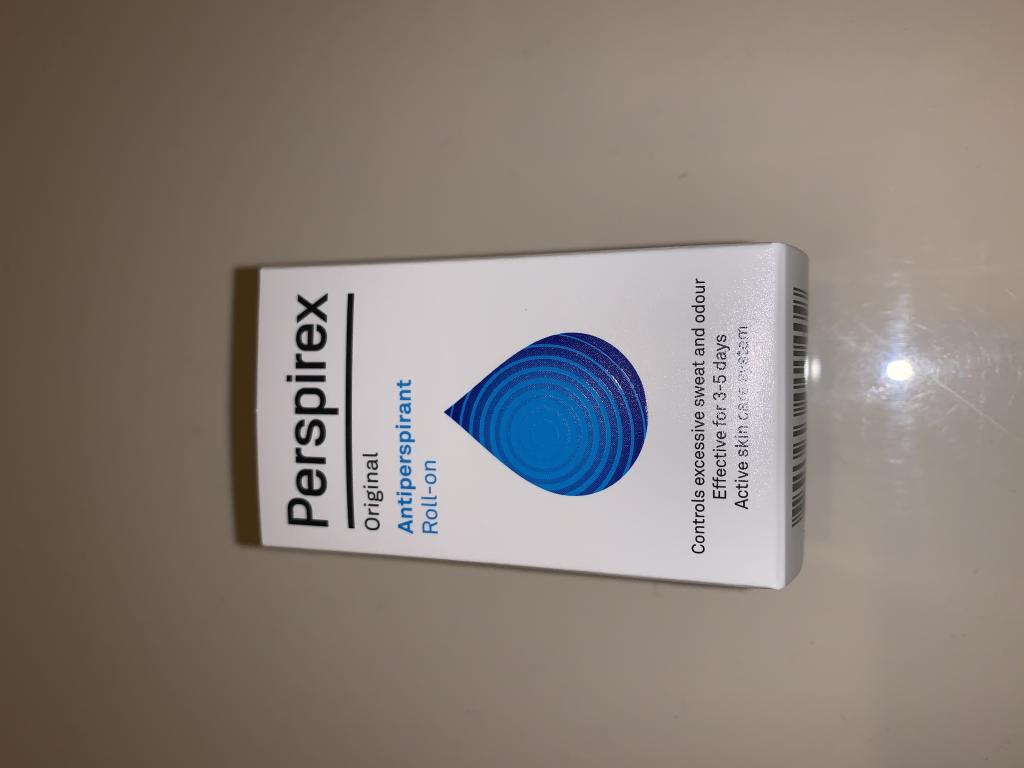 Perspirex
Original
Antiperspirant
Roll-on
Controls excessive sweat and odour
Effective for 3-5 days
Active skin care system